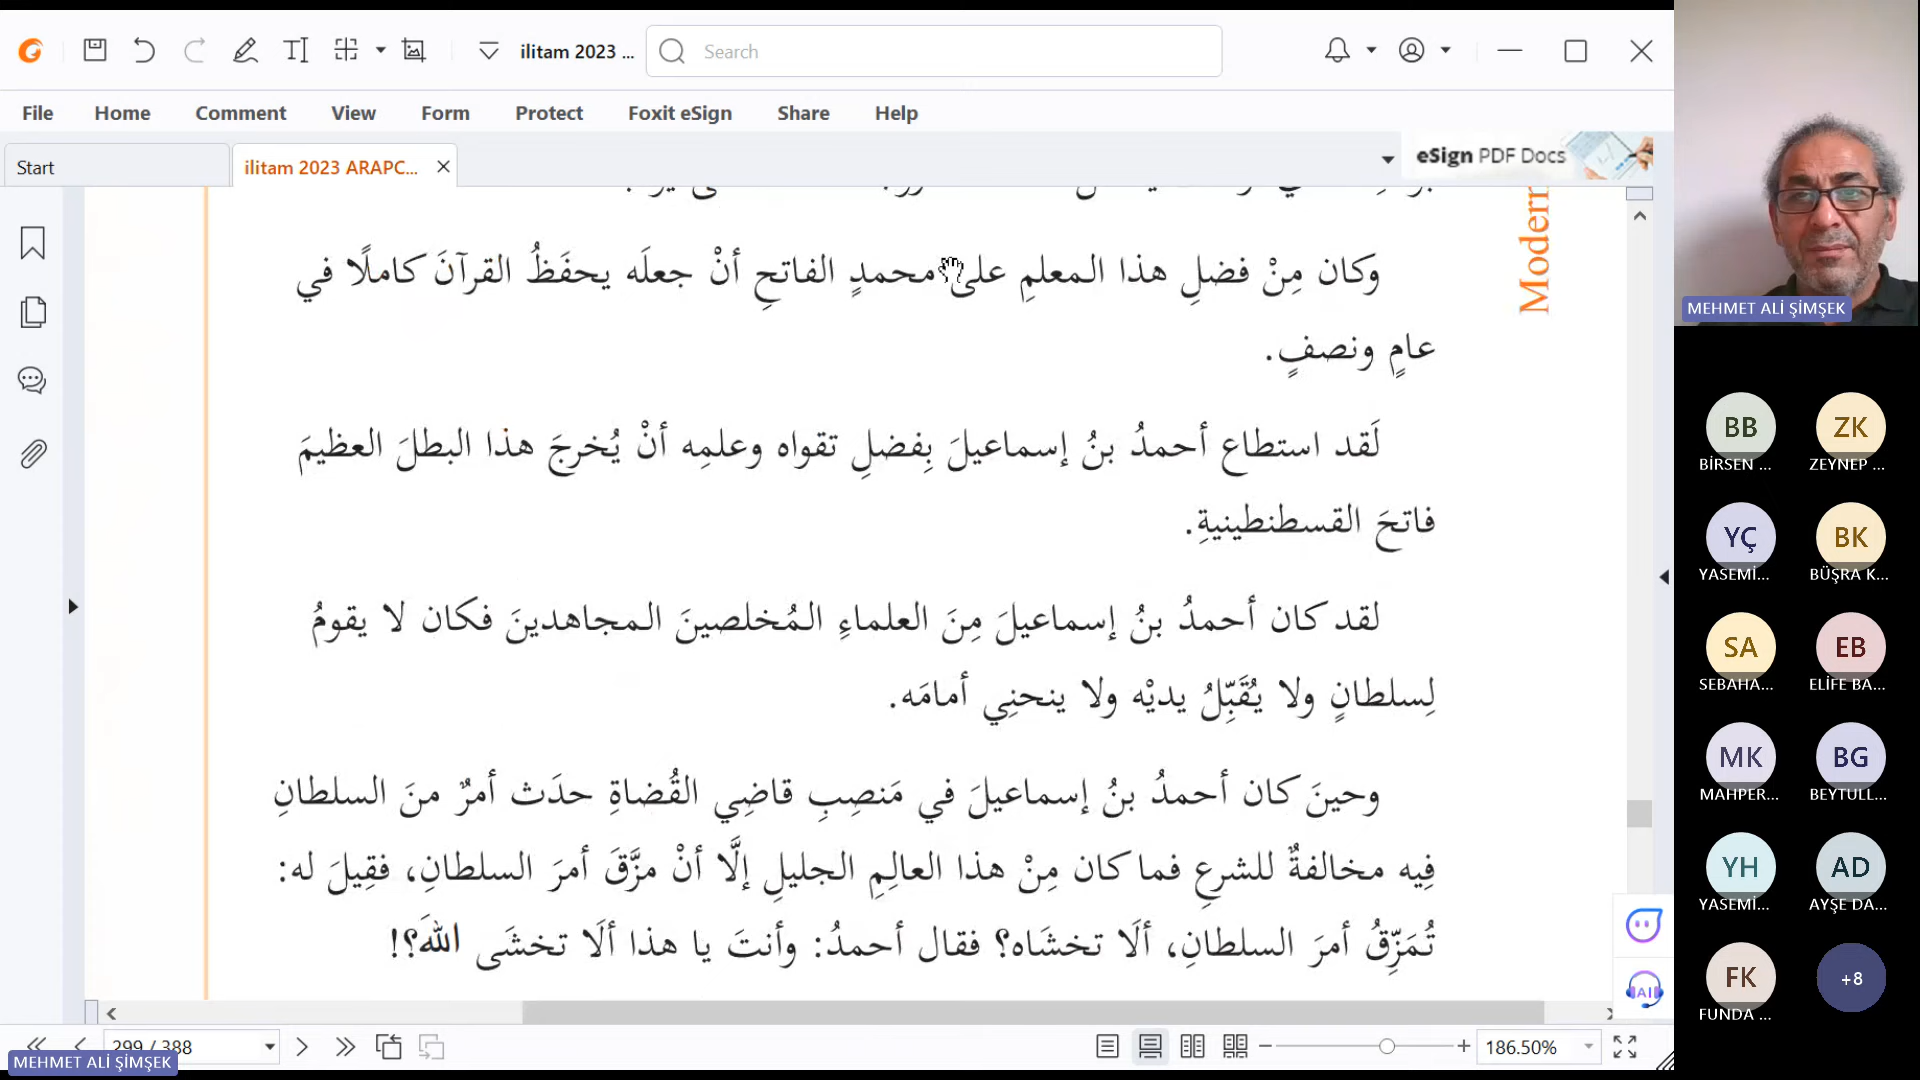 ilitam 2023 ...
Search
File Home Comment View Form Protect Foxit eSign Share Help
Start
ilitam 2023 ARAPC...
eSign PDF Docs
Modern
وكان مِنْ فضلِ هذا المعلمِ على محمدٍ الفاتحِ أنْ جعلَه يحفَظُ القرآنَ كاملًا في
عامٍ ونصفٍ.
لَقد استطاع أحمدُ بنُ إسماعيلَ بِفضلِ تقواه وعلمِه أنْ يُخرجَ هذا البطلَ العظيمَ
فاتحَ القسطنطينيةِ.
لقد كان أحمدُ بنُ إسماعيلَ مِنَ العلماءِ المُخلصينَ المجاهدينَ فكان لا يقومُ
لِسلطانٍ ولا يُقَبِّلُ يديْه ولا ينحنِي أمامَه.
وحينَ كان أحمدُ بنُ إسماعيلَ في مَنصِبِ قاضِي القُضاةِ حدَث أمرٌ منَ السلطانِ
فِيه مخالفةٌ للشرعِ فما كان مِنْ هذا العالِمِ الجليلِ إلَّا أنْ مزَّقَ أمرَ السلطانِ، فقِيلَ له:
تُمَزِّقُ أمرَ السلطانِ، ألَا تخشَاه؟ فقال أحمدُ: وأنتَ يا هذا ألَا تخشَى اللهَ؟!
AI
299 / 388
186.50%
MEHMET ALİ ŞİMŞEK
MEHMET ALİ ŞİMŞEK
BB
ZK
BİRSEN ...
ZEYNEP ...
YÇ
BK
YASEMİ...
BÜŞRA K...
SA
EB
SEBAHA...
ELİFE BA...
MK
BG
MAHPER...
BEYTULL...
YH
AD
YASEMİ...
AYŞE DA...
FK
+8
FUNDA ...